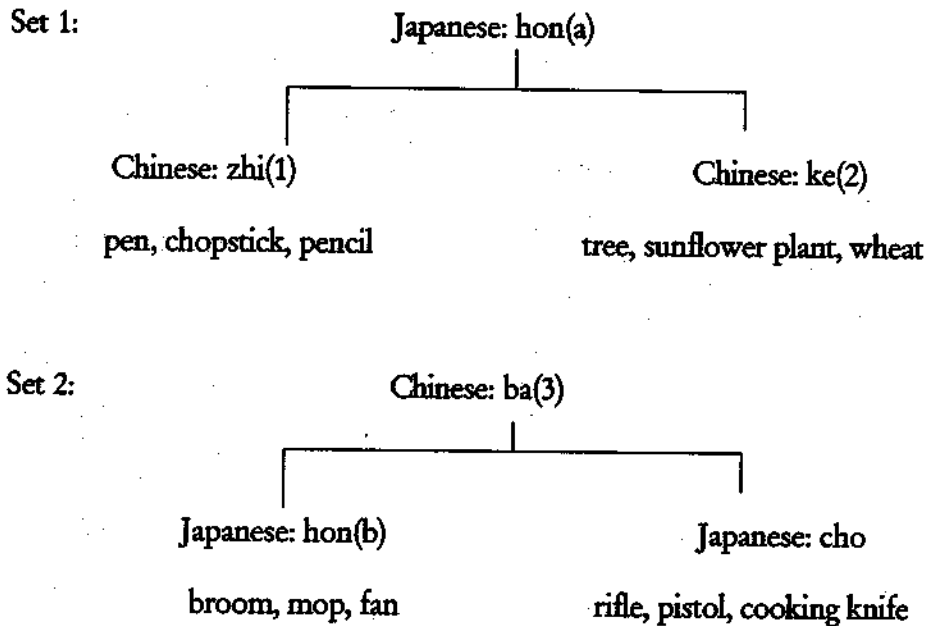 Set 1:
Japanese: hon(a)
Chinese: zhi(1)
Chinese: ke(2)
pen, chopstick, pencil
tree, sunflower plant, wheat
Set 2:
Chinese: ba(3)
Japanese: hon(b)
Japanese: cho
broom, mop, fan
rifle, pistol, cooking knife